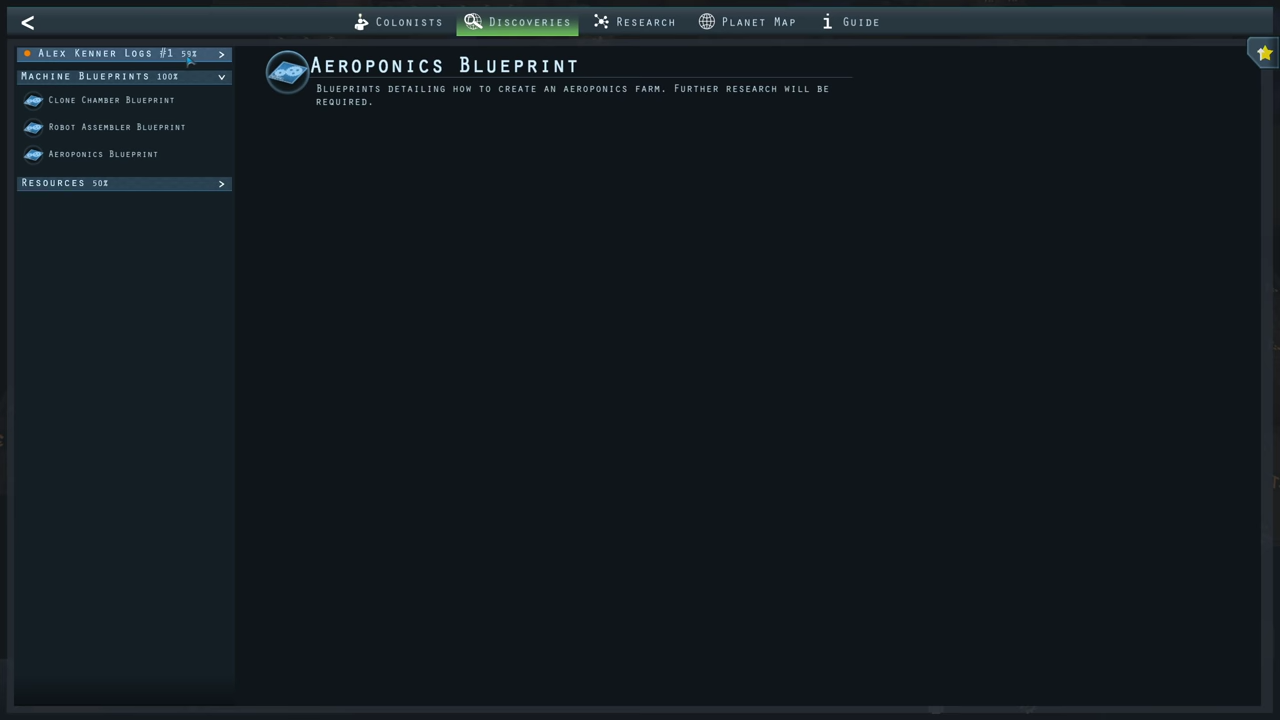 <
Colonists
Discoveries
Research
Planet Map
Guide
Alex Kenner Logs #1 59% >
Machine Blueprints 100%
Clone Chamber Blueprint
Robot Assembler Blueprint
Aeroponics Blueprint
Resources 50% >
Aeroponics Blueprint
Blueprints detailing how to create an aeroponics farm. Further research will be
required.